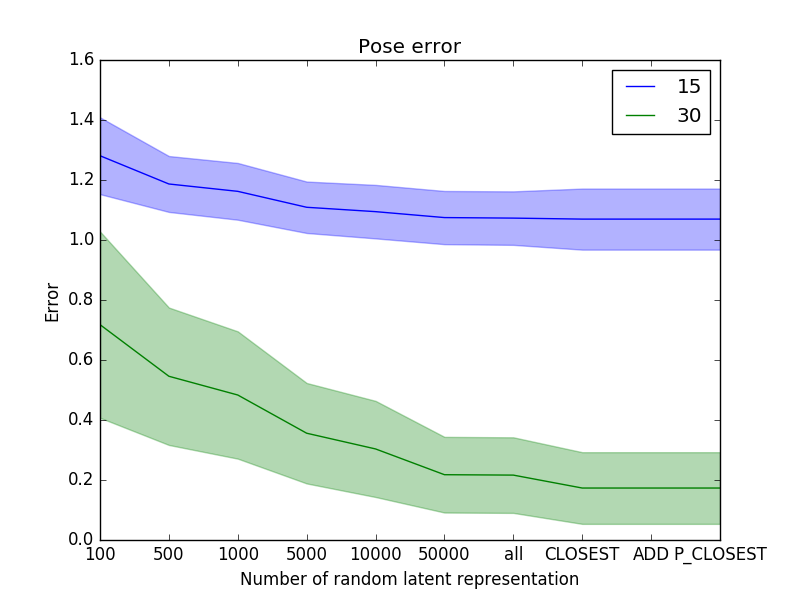 Pose error
1.6
1.4
1.2
1.0
0.8
0.6
0.4
0.2
0.0
Error
15
30
100 500 1000 5000 10000 50000 all CLOSEST ADD P_CLOSEST
Number of random latent representation